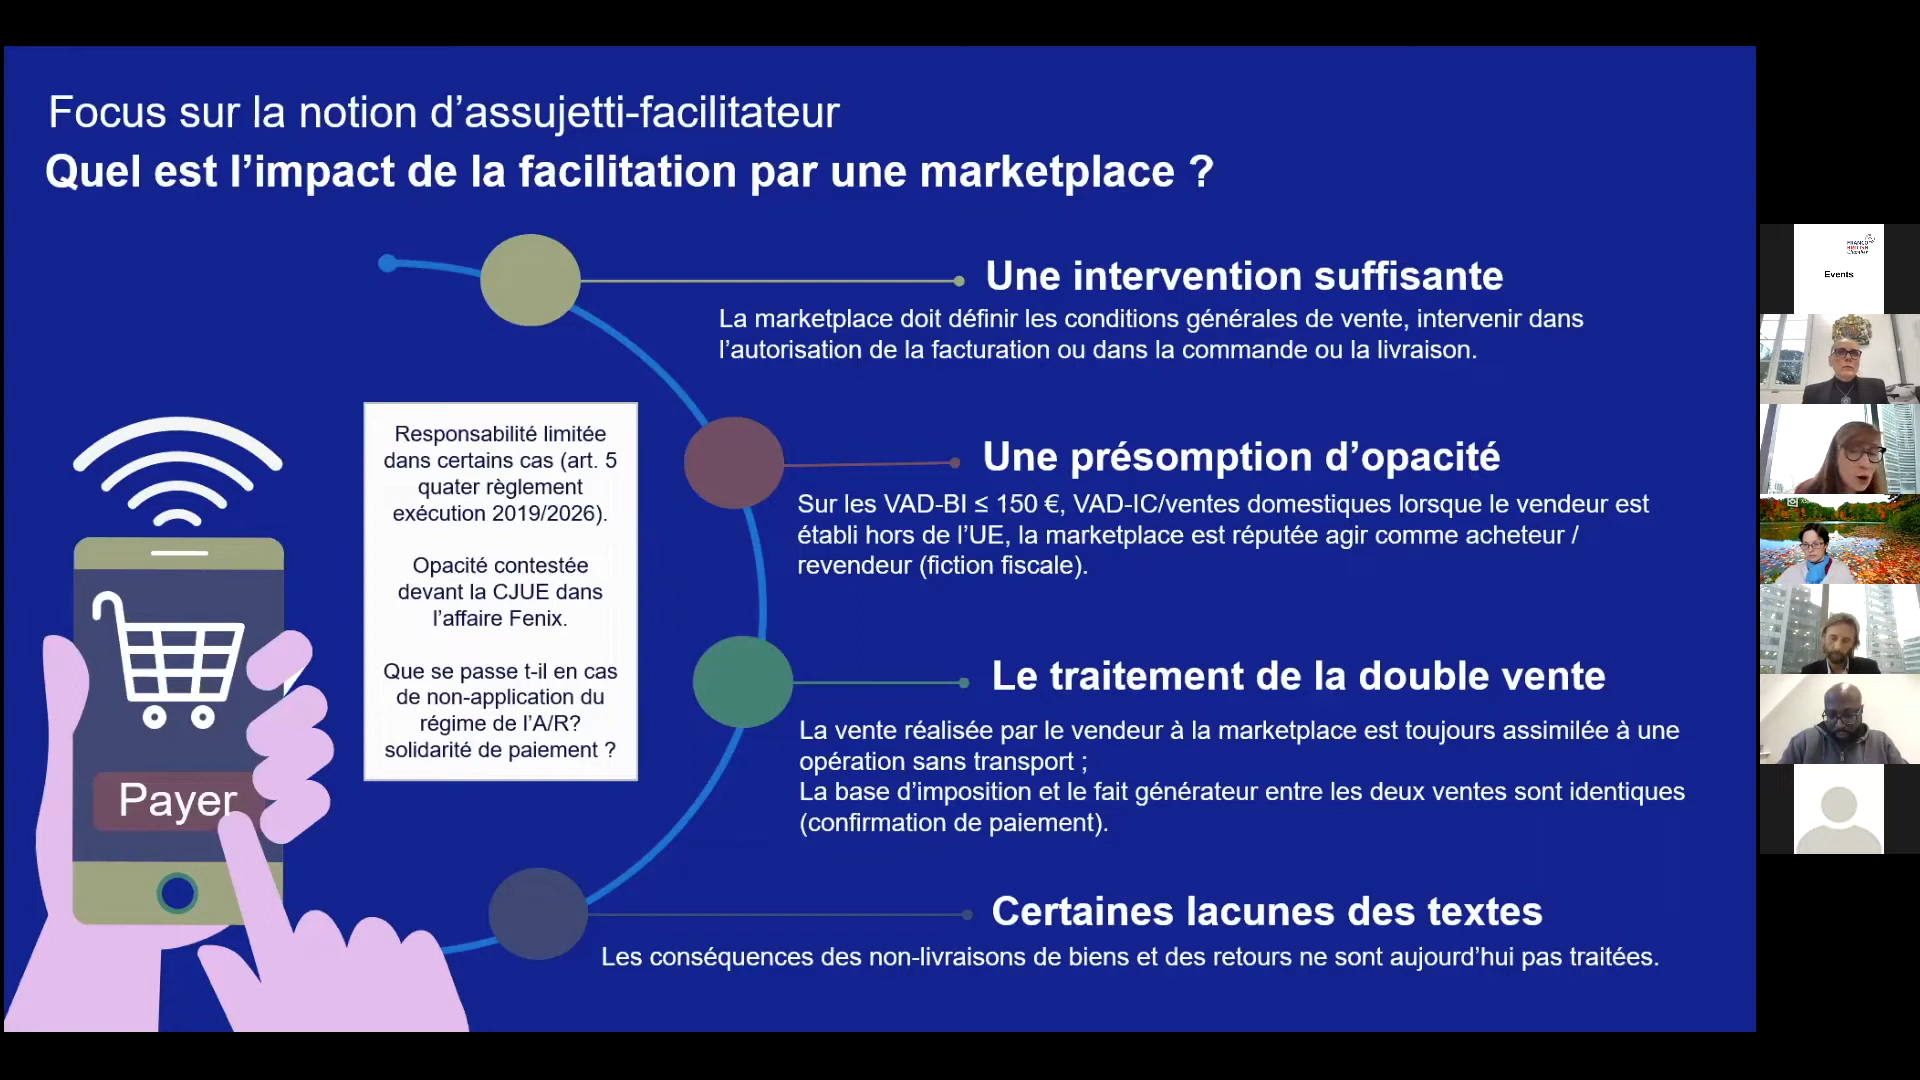 Focus sur la notion d’assujetti-facilitateur
Quel est l’impact de la facilitation par une marketplace ?
Une intervention suffisante
La marketplace doit définir les conditions générales de vente, intervenir dans
l’autorisation de la facturation ou dans la commande ou la livraison.
Responsabilité limitée
dans certains cas (art. 5
quater règlement
exécution 2019/2026).
Opacité contestée
devant la CJUE dans
l’affaire Fenix.
Que se passe t-il en cas
de non-application du
régime de l’A/R?
solidarité de paiement ?
Une présomption d’opacité
Sur les VAD-BI ≤ 150 €, VAD-IC/ventes domestiques lorsque le vendeur est
établi hors de l’UE, la marketplace est réputée agir comme acheteur /
revendeur (fiction fiscale).
Le traitement de la double vente
La vente réalisée par le vendeur à la marketplace est toujours assimilée à une
opération sans transport ;
La base d’imposition et le fait générateur entre les deux ventes sont identiques
(confirmation de paiement).
Payer
Certaines lacunes des textes
Les conséquences des non-livraisons de biens et des retours ne sont aujourd’hui pas traitées.
FRANCO
BRITISH
Chamber
Events